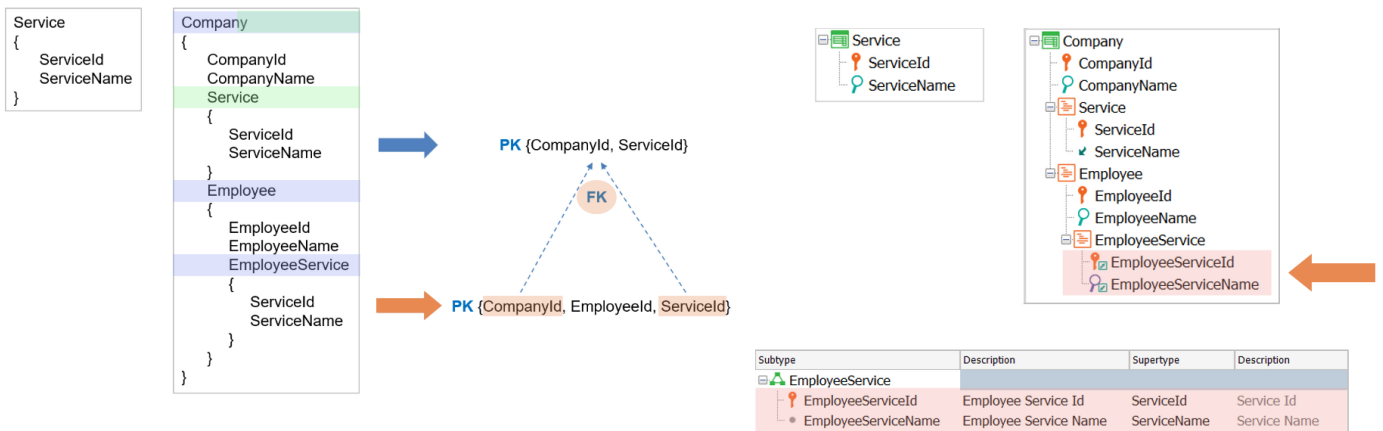 Service
{
ServiceId
ServiceName
}
Company
{
CompanyId
CompanyName
Service
{
ServiceId
ServiceName
}
Employee
{
EmployeeId
EmployeeName
EmployeeService
{
ServiceId
ServiceName
}
}
}
PK {CompanyId, ServiceId}
FK
PK {CompanyId, EmployeeId, ServiceId}
Service
ServiceId
ServiceName
Company
CompanyId
CompanyName
Service
ServiceId
ServiceName
Employee
EmployeeId
EmployeeName
EmployeeService
EmployeeServiceId
EmployeeServiceName
Subtype Description Supertype Description
EmployeeService
EmployeeServiceId Employee Service Id ServiceId Service Id
EmployeeServiceName Employee Service Name ServiceName Service Name